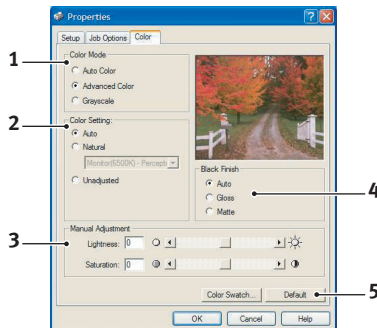 Properties
Setup Job Options Color
Color Mode
1
Auto Color
Advanced Color
Grayscale
2
Color Setting:
Auto
Natural
Monitor(6500K) - Percepti
Unadjusted
Black Finish
Auto
4
Gloss
Matte
Manual Adjustment
3
Lightness: 0
Saturation: 0
Color Swatch... Default
5
OK Cancel Help